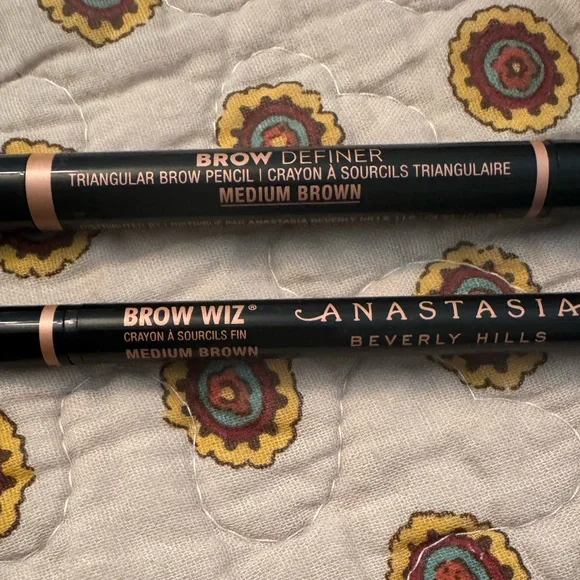 BROW DEFINER
TRIANGULAR BROW PENCIL | CRAYON À SOURCILS TRIANGULAIRE
MEDIUM BROWN
BROW WIZ®
CRAYON À SOURCILS FIN
MEDIUM BROWN
ANASTASIA
BEVERLY HILLS